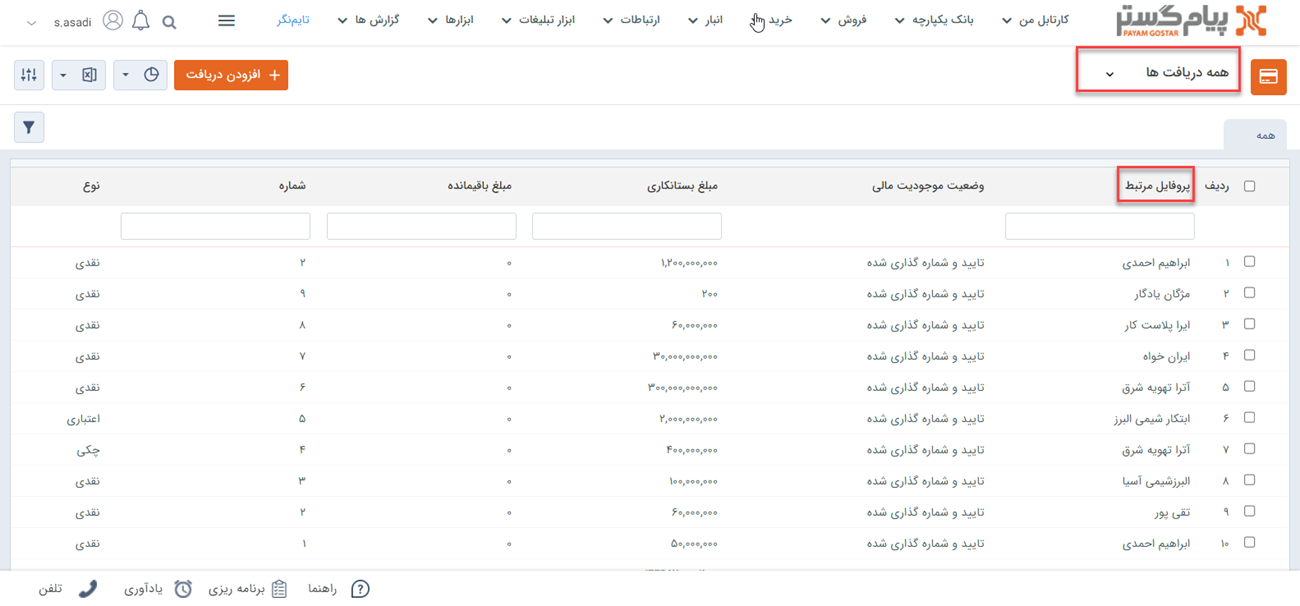 پیام گستر کارتابل من بانک یکپارچه فروش خرید انبار ارتباطات ابزار تبلیغات ابزارها گزارش ها تایم‌نگر s.asadi
PAYAM GOSTAR
همه دریافت ها + افزودن دریافت
همه
ردیف پروفایل مرتبط وضعیت موجودیت مالی مبلغ بستانکاری مبلغ باقیمانده شماره نوع
۱ ابراهیم احمدی تایید و شماره گذاری شده ۱,۲۰۰,۰۰۰,۰۰۰ ۰ ۲ نقدی
۲ مژگان یادگار تایید و شماره گذاری شده ۲۰۰ ۰ ۹ نقدی
۳ ایرا پلاست کار تایید و شماره گذاری شده ۶۰,۰۰۰,۰۰۰ ۰ ۸ نقدی
۴ ایران خواه تایید و شماره گذاری شده ۳۰,۰۰۰,۰۰۰,۰۰۰ ۰ ۷ نقدی
۵ آترا تهویه شرق تایید و شماره گذاری شده ۳۰۰,۰۰۰,۰۰۰,۰۰۰ ۰ ۶ نقدی
۶ ابتکار شیمی البرز تایید و شماره گذاری شده ۲,۰۰۰,۰۰۰,۰۰۰ ۰ ۵ اعتباری
۷ آترا تهویه شرق تایید و شماره گذاری شده ۴۰۰,۰۰۰,۰۰۰ ۰ ۴ چکی
۸ البرزشیمی آسیا تایید و شماره گذاری شده ۱۰۰,۰۰۰,۰۰۰ ۰ ۳ نقدی
۹ تقی پور تایید و شماره گذاری شده ۶۰,۰۰۰,۰۰۰ ۰ ۲ نقدی
۱۰ ابراهیم احمدی تایید و شماره گذاری شده ۵۰,۰۰۰,۰۰۰ ۰ ۱ نقدی
راهنما برنامه ریزی یادآوری تلفن